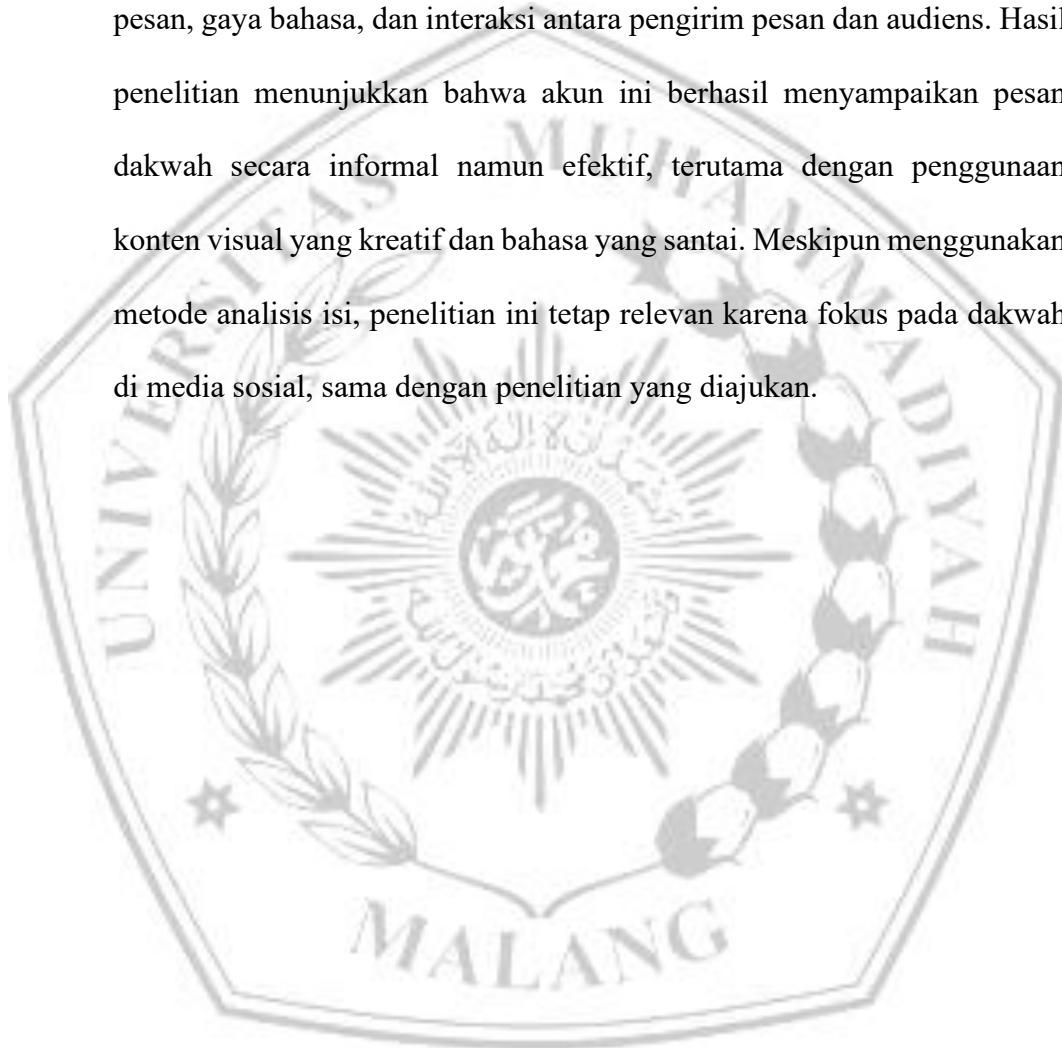 pesan, gaya bahasa, dan interaksi antara pengirim pesan dan audiens. Hasil
penelitian menunjukkan bahwa akun ini berhasil menyampaikan pesan
dakwah secara informal namun efektif, terutama dengan penggunaan
konten visual yang kreatif dan bahasa yang santai. Meskipun menggunakan
metode analisis isi, penelitian ini tetap relevan karena fokus pada dakwah
di media sosial, sama dengan penelitian yang diajukan.
UNIVERSITAS MUHAMMADIYAH
MALANG